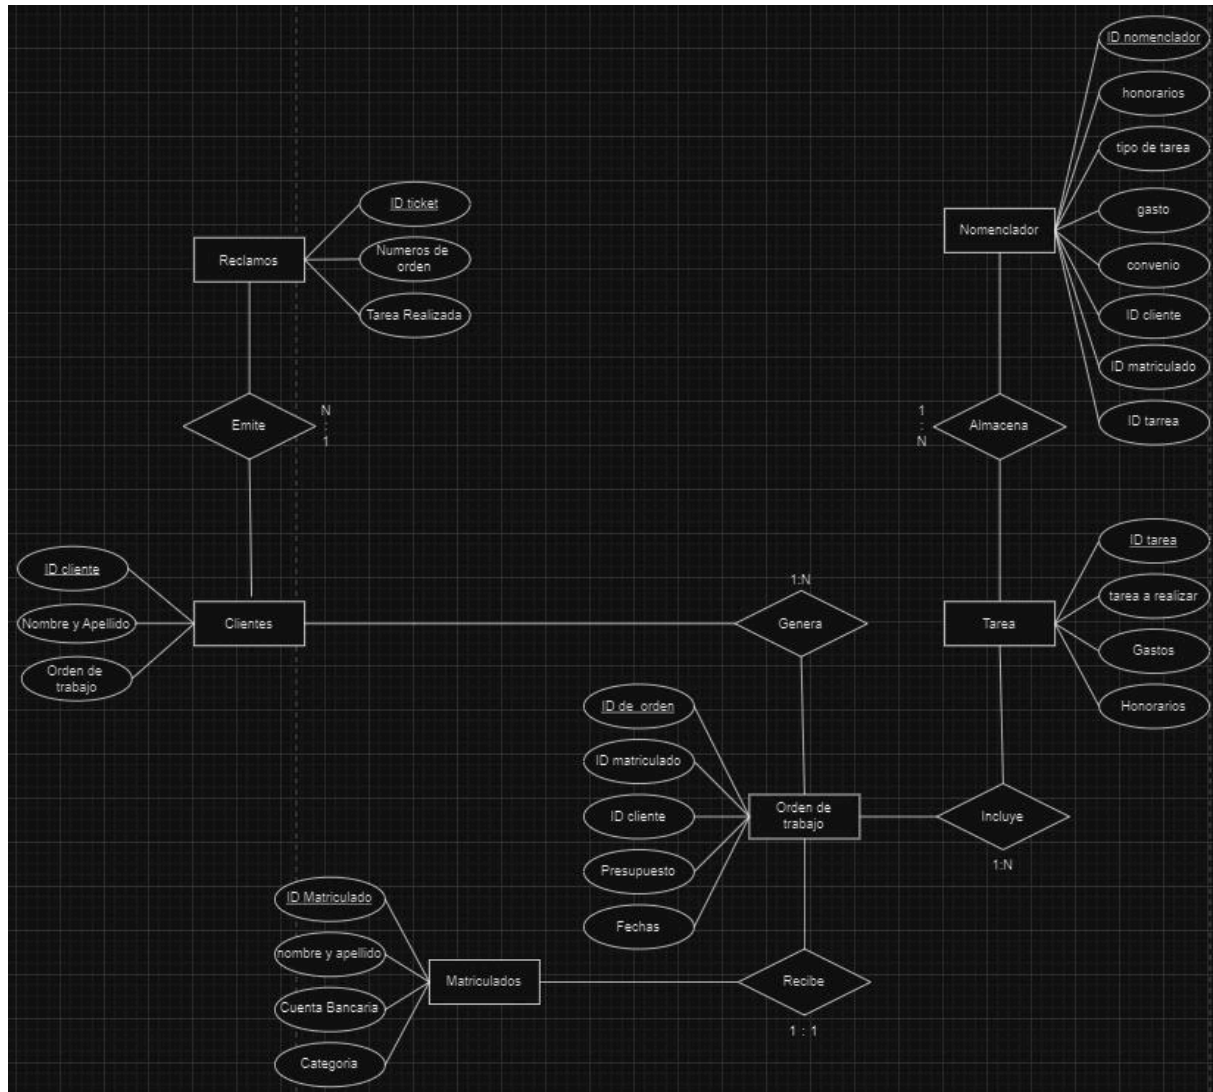 ID nomenclador
honorarios
tipo de tarea
gasto
convenio
ID cliente
ID matriculado
ID tarrea
Nomenclador
ID ticket
Numeros de
orden
Tarea Realizada
Reclamos
Emite
N
:
1
1
:
N
Almacena
ID cliente
Nombre y Apellido
Orden de
trabajo
Clientes
1:N
Genera
Tarea
ID tarea
tarea a realizar
Gastos
Honorarios
ID de orden
ID matriculado
ID cliente
Presupuesto
Fechas
Orden de
trabajo
Incluye
1:N
ID Matriculado
nombre y apellido
Cuenta Bancaria
Categoria
Matriculados
Recibe
1 : 1